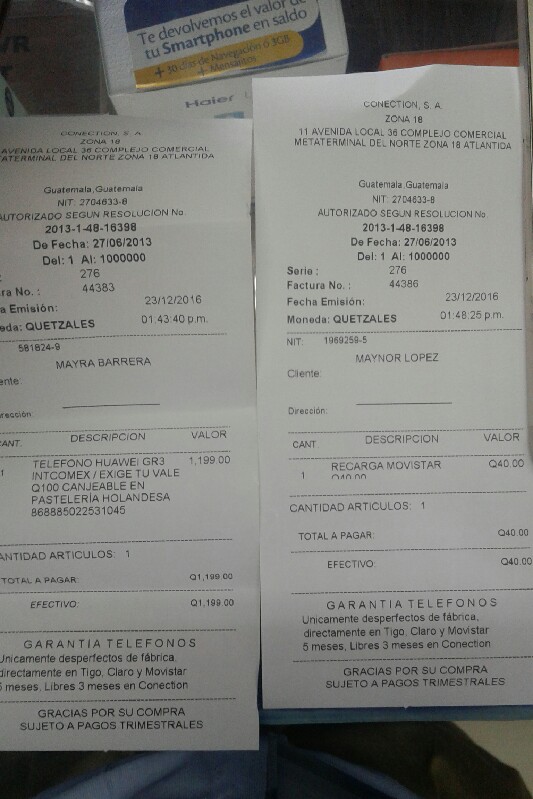 Te devolvemos el valor de
tu Smartphone en saldo
+ 30 días de Navegación ó 3GB
+ Mensajitos
Haier
CONECTION, S. A.
ZONA 18
AVENIDA LOCAL 36 COMPLEJO COMERCIAL
METATERMINAL DEL NORTE ZONA 18 ATLANTIDA
Guatemala,Guatemala
NIT: 2704633-8
AUTORIZADO SEGUN RESOLUCION No.
2013-1-48-16398
De Fecha: 27/06/2013
Del: 1 Al: 1000000
276
ra No. : 44383
a Emisión: 23/12/2016
eda: QUETZALES 01:43:40 p.m.
581824-9
MAYRA BARRERA
ente:
rección:
CANT. DESCRIPCION VALOR
1 TELEFONO HUAWEI GR3 1,199.00
INTCOMEX / EXIGE TU VALE
Q100 CANJEABLE EN
PASTELERÍA HOLANDESA
868885022531045
ANTIDAD ARTICULOS: 1
TOTAL A PAGAR: Q1,199.00
EFECTIVO: Q1,199.00
GARANTIA TELEFONOS
Unicamente desperfectos de fábrica,
directamente en Tigo, Claro y Movistar
5 meses, Libres 3 meses en Conection
GRACIAS POR SU COMPRA
SUJETO A PAGOS TRIMESTRALES
CONECTION, S. A.
ZONA 18
11 AVENIDA LOCAL 36 COMPLEJO COMERCIAL
METATERMINAL DEL NORTE ZONA 18 ATLANTIDA
Guatemala,Guatemala
NIT: 2704633-8
AUTORIZADO SEGUN RESOLUCION No.
2013-1-48-16398
De Fecha: 27/06/2013
Del: 1 Al: 1000000
Serie : 276
Factura No. : 44386
Fecha Emisión: 23/12/2016
Moneda: QUETZALES 01:48:25 p.m.
NIT: 1969259-5
MAYNOR LOPEZ
Cliente:
Dirección:
CANT. DESCRIPCION VALOR
1 RECARGA MOVISTAR Q40.00
Q40.00
CANTIDAD ARTICULOS: 1
TOTAL A PAGAR: Q40.00
EFECTIVO: Q40.00
GARANTIA TELEFONOS
Unicamente desperfectos de fábrica,
directamente en Tigo, Claro y Movistar
5 meses, Libres 3 meses en Conection
GRACIAS POR SU COMPRA
SUJETO A PAGOS TRIMESTRALES